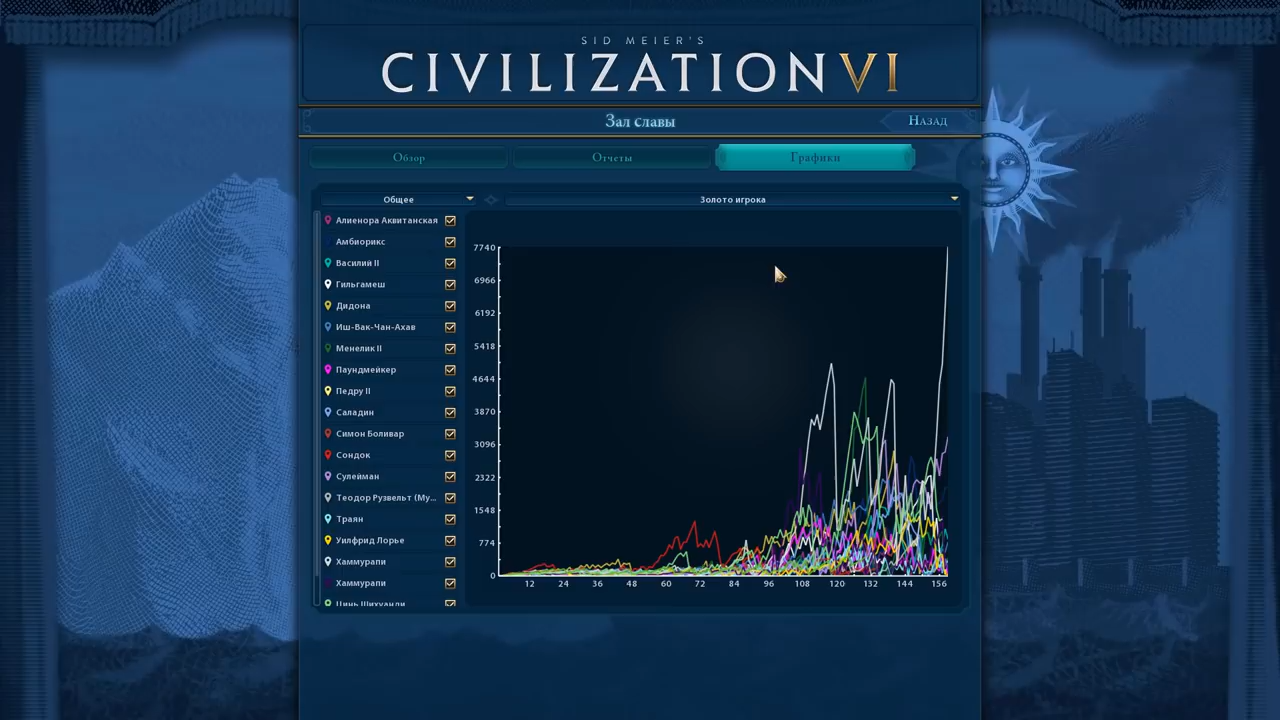 SID MEIER'S
CIVILIZATION VI
Зал славы
Назад
Обзор
Отчеты
Графики
Общее
Золото игрока
Алиенора Аквитанская
Амбиорикс
Василий II
Гильгамеш
Дидона
Иш-Вак-Чан-Ахав
Менелик II
Паундмейкер
Педру II
Саладин
Симон Боливар
Сондок
Сулейман
Теодор Рузвельт (Му...
Траян
Уилфрид Лорье
Хаммурапи
Хаммурапи
Цинь Шихуанди
7740
6966
6192
5418
4644
3870
3096
2322
1548
774
0
12 24 36 48 60 72 84 96 108 120 132 144 156